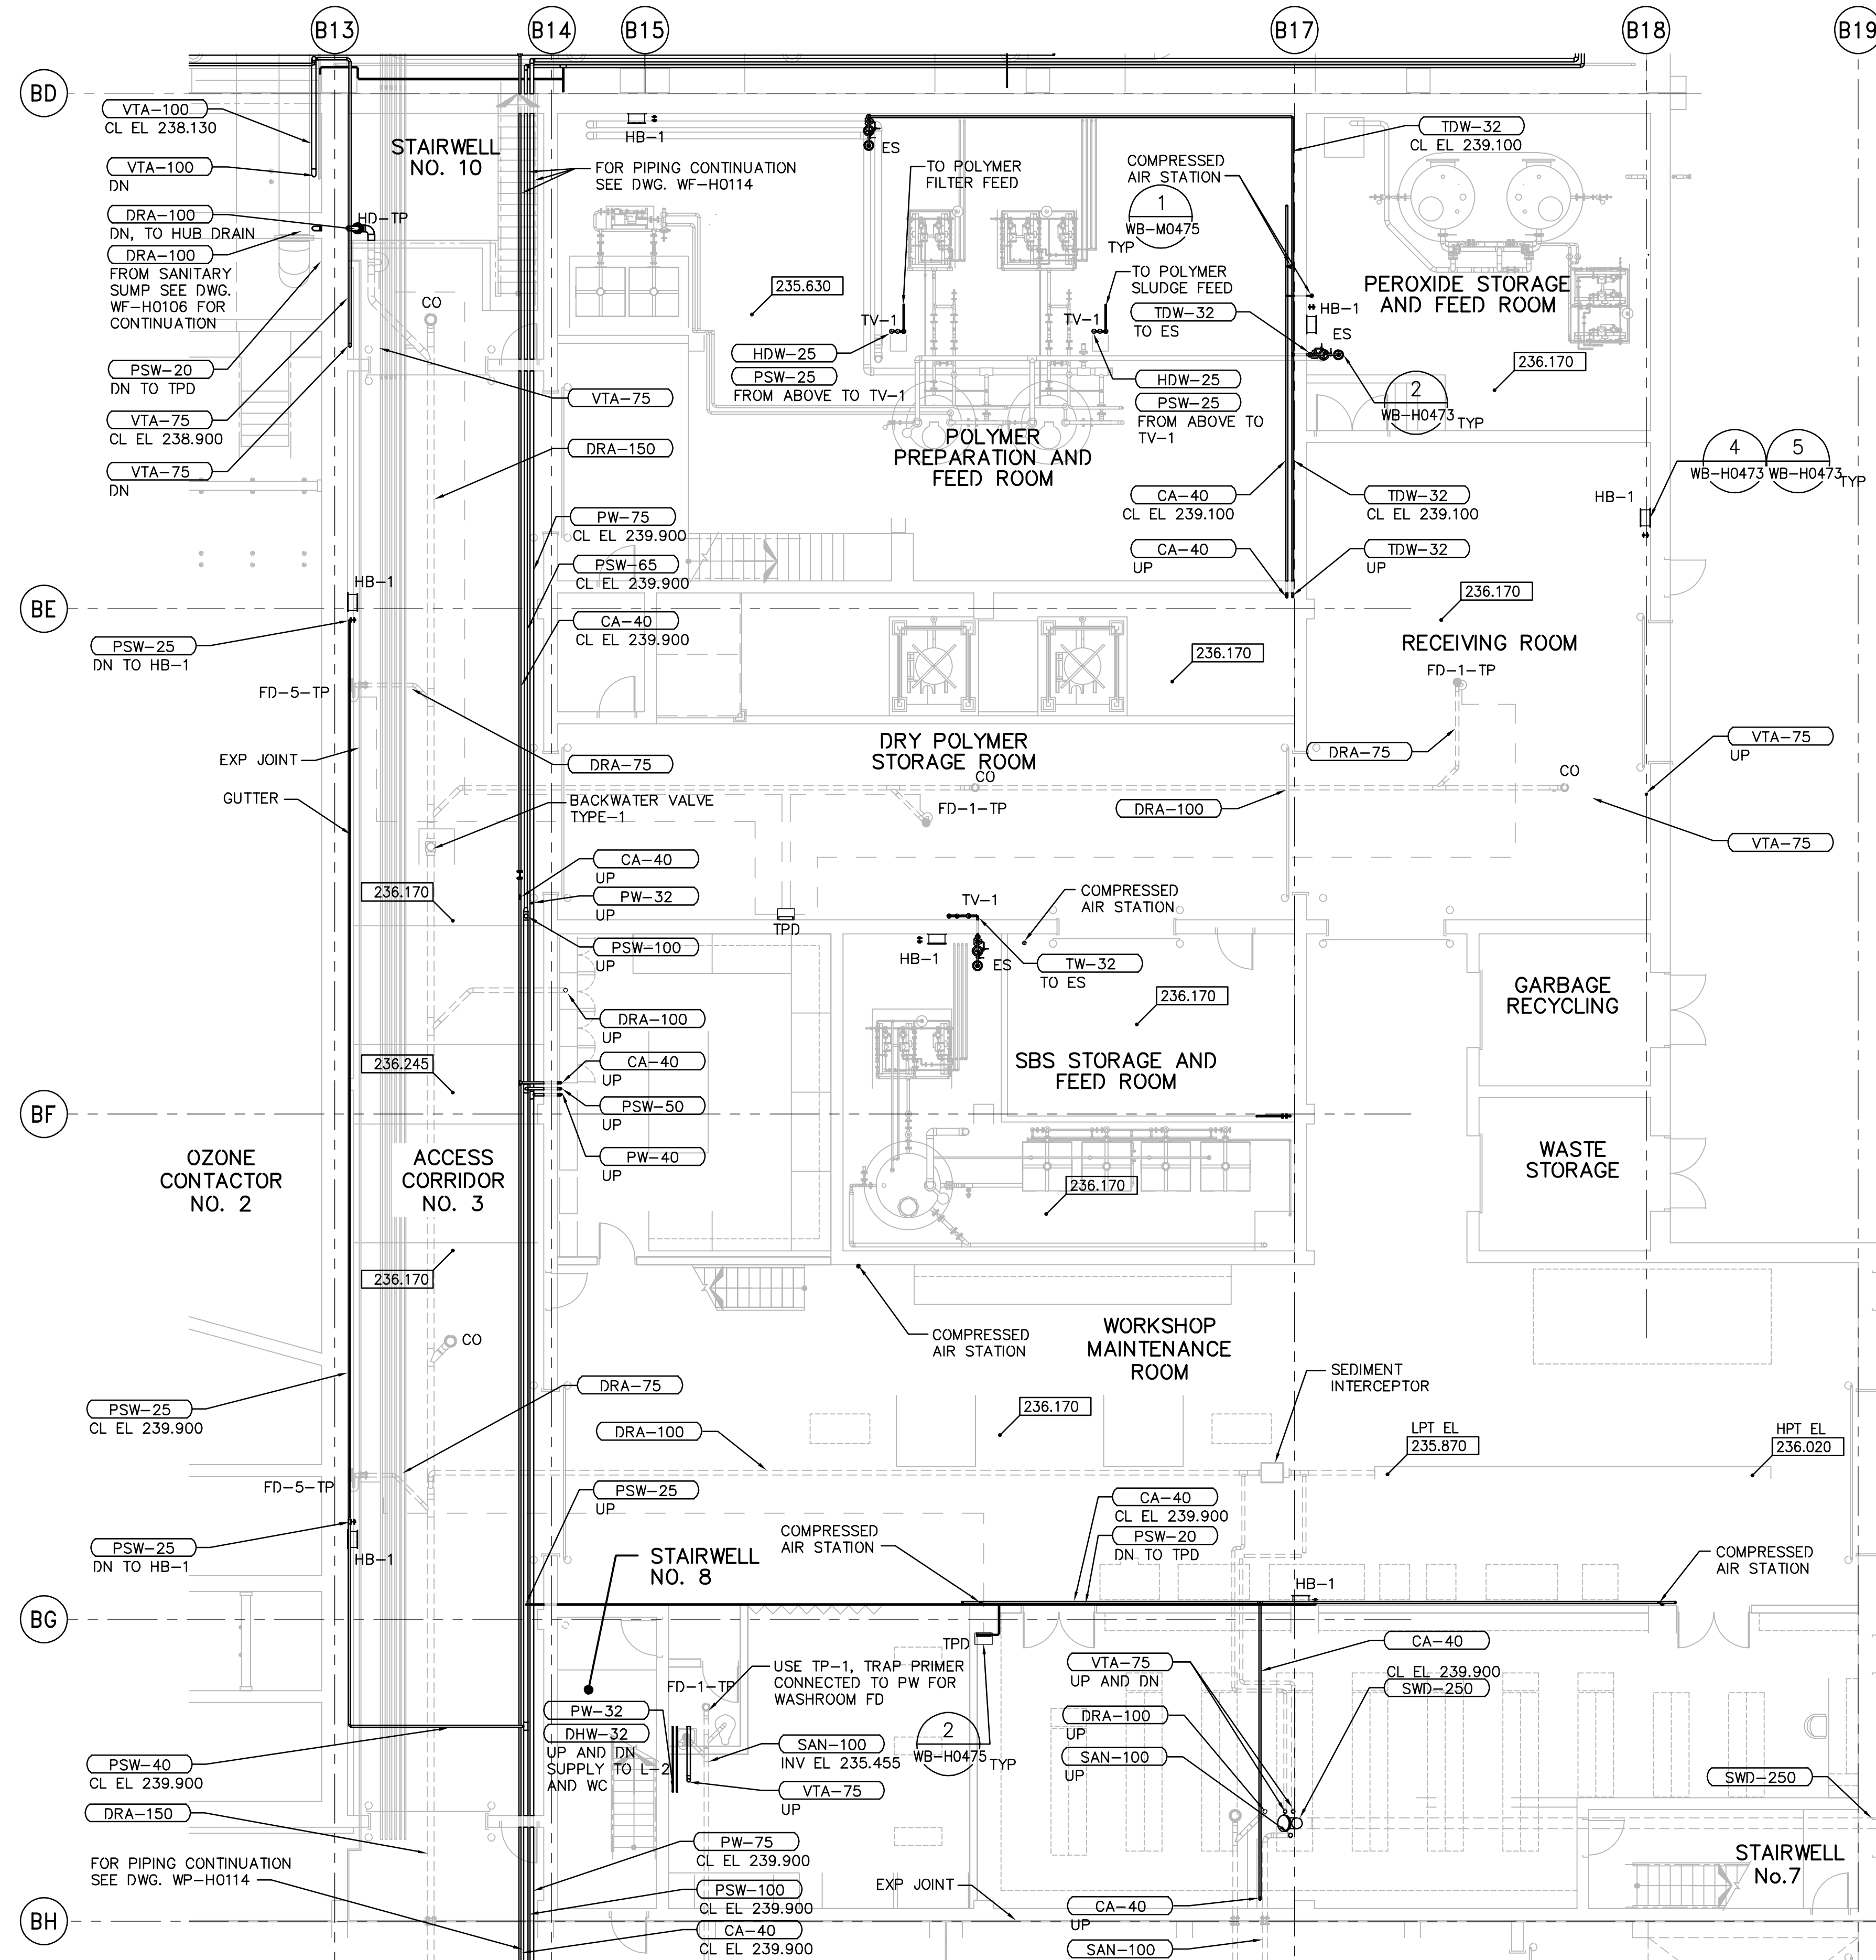 B13
B14
B15
B17
B18
B19
BD
VTA-100
CL EL 238.130
VTA-100
DN
DRA-100
DN, TO HUB DRAIN
DRA-100
FROM SANITARY
SUMP SEE DWG.
WF-H0106 FOR
CONTINUATION
PSW-20
DN TO TPD
VTA-75
CL EL 238.900
VTA-75
DN
HD-TP
CO
STAIRWELL
NO. 10
HB-1
FOR PIPING CONTINUATION
SEE DWG. WF-H0114
ES
TO POLYMER
FILTER FEED
COMPRESSED
AIR STATION
1
WB-M0475
TYP
TO POLYMER
SLUDGE FEED
TDW-32
CL EL 239.100
235.630
TV-1
TV-1
HDW-25
PSW-25
FROM ABOVE TO TV-1
TDW-32
TO ES
HDW-25
PSW-25
FROM ABOVE TO
TV-1
PEROXIDE STORAGE
AND FEED ROOM
HB-1
ES
236.170
2
WB-H0473
TYP
VTA-75
DRA-150
POLYMER
PREPARATION AND
FEED ROOM
4
WB-H0473
5
WB-H0473
TYP
HB-1
PW-75
CL EL 239.900
PSW-65
CL EL 239.900
CA-40
CL EL 239.900
CA-40
CL EL 239.100
TDW-32
CL EL 239.100
CA-40
UP
TDW-32
UP
HB-1
BE
PSW-25
DN TO HB-1
236.170
236.170
RECEIVING ROOM
FD-1-TP
FD-5-TP
EXP JOINT
GUTTER
DRA-75
DRY POLYMER
STORAGE ROOM
CO
DRA-75
CO
VTA-75
UP
BACKWATER VALVE
TYPE-1
FD-1-TP
DRA-100
VTA-75
CA-40
UP
236.170
PW-32
UP
PSW-100
UP
TPD
TV-1
COMPRESSED
AIR STATION
HB-1
ES
TW-32
TO ES
236.170
GARBAGE
RECYCLING
DRA-100
UP
CA-40
UP
236.245
SBS STORAGE AND
FEED ROOM
BF
PSW-50
UP
PW-40
UP
OZONE
CONTACTOR
NO. 2
ACCESS
CORRIDOR
NO. 3
236.170
WASTE
STORAGE
236.170
CO
COMPRESSED
AIR STATION
WORKSHOP
MAINTENANCE
ROOM
SEDIMENT
INTERCEPTOR
PSW-25
CL EL 239.900
DRA-75
236.170
DRA-100
LPT EL
235.870
HPT EL
236.020
FD-5-TP
PSW-25
UP
CA-40
CL EL 239.900
PSW-20
DN TO TPD
PSW-25
DN TO HB-1
HB-1
COMPRESSED
AIR STATION
STAIRWELL
NO. 8
COMPRESSED
AIR STATION
HB-1
BG
TPD
CA-40
CL EL 239.900
SWD-250
USE TP-1, TRAP PRIMER
CONNECTED TO PW FOR
WASHROOM FD
FD-1-TP
VTA-75
UP AND DN
DRA-100
UP
SAN-100
UP
PW-32
DHW-32
UP AND DN
SUPPLY TO L-2
AND WC
SAN-100
INV EL 235.455
VTA-75
UP
2
WB-H0475
TYP
PSW-40
CL EL 239.900
DRA-150
SWD-250
PW-75
CL EL 239.900
PSW-100
CL EL 239.900
CA-40
CL EL 239.900
FOR PIPING CONTINUATION
SEE DWG. WP-H0114
STAIRWELL
No.7
EXP JOINT
BH
CA-40
UP
SAN-100